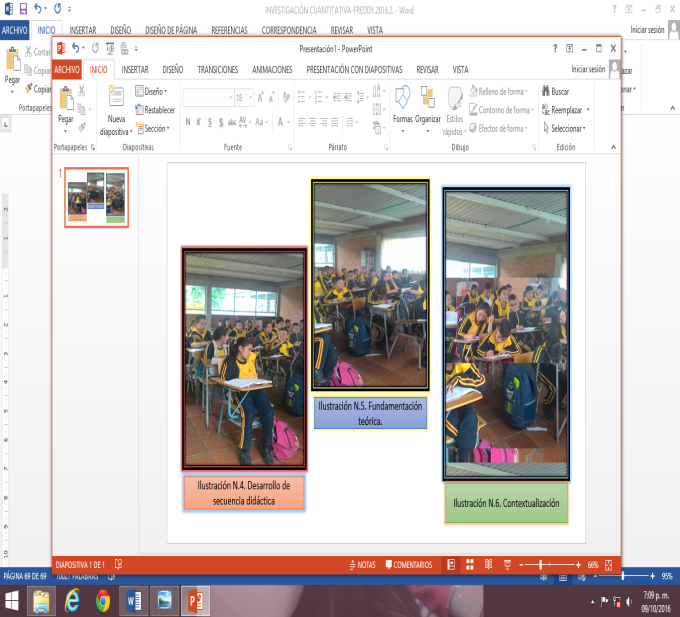 INVESTIGACIÓN CUANTITATIVA-FREDDY.2016.2. - Word
ARCHIVO INICIO INSERTAR DISEÑO DISEÑO DE PÁGINA REFERENCIAS CORRESPONDENCIA REVISAR VISTA Iniciar sesión
Presentación1 - PowerPoint
ARCHIVO INICIO INSERTAR DISEÑO TRANSICIONES ANIMACIONES PRESENTACIÓN CON DIAPOSITIVAS REVISAR VISTA Iniciar sesión
Pegar
Cortar
Copiar
Copiar
Portapapeles
Pegar
Nueva diapositiva
Diseño
Restablecer
Sección
18
N K S S abc AV Aa A
Formas Organizar Estilos rápidos
Relleno de forma
Contorno de forma
Efectos de forma
Buscar
Reemplazar
Seleccionar
Portapapeles Diapositivas Fuente Párrafo Dibujo Edición
1
Ilustración N.5. Fundamentación
teórica.
Ilustración N.4. Desarrollo de
secuencia didáctica
Ilustración N.6. Contextualización
DIAPOSITIVA 1 DE 1 NOTAS COMENTARIOS 66%
PÁGINA 69 DE 69 10027 PALABRAS 95%
7:09 p. m.
09/10/2016